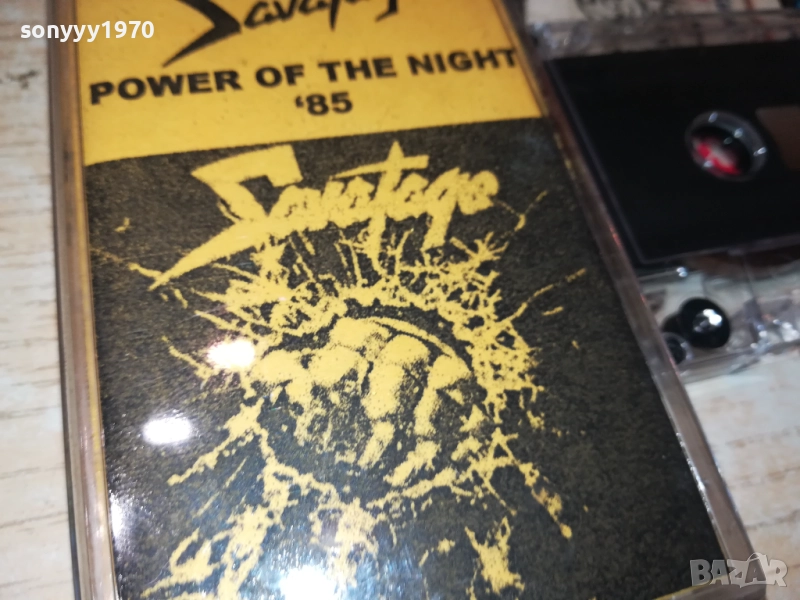 sonyyy1970
Savatage
POWER OF THE NIGHT
'85
Savatage
BAZAR